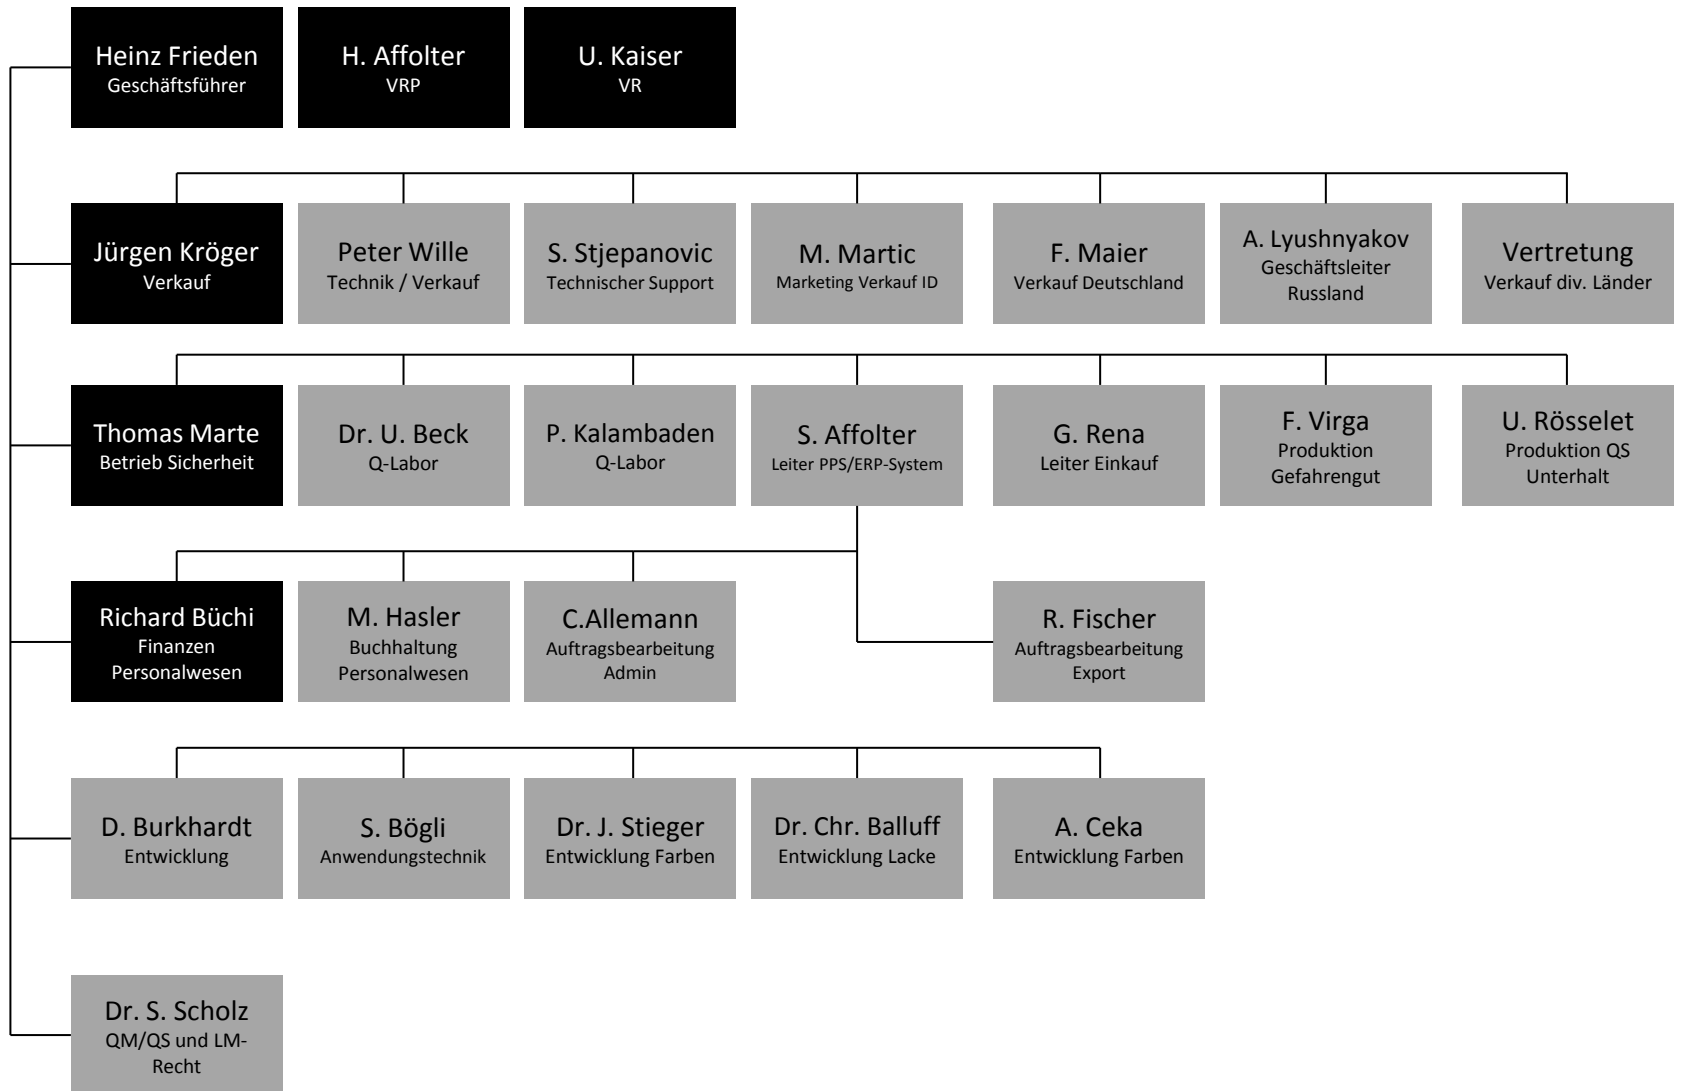 Heinz Frieden
Geschäftsführer
H. Affolter
VRP
U. Kaiser
VR
Jürgen Kröger
Verkauf
Peter Wille
Technik / Verkauf
S. Stjepanovic
Technischer Support
M. Martic
Marketing Verkauf ID
F. Maier
Verkauf Deutschland
A. Lyushnyakov
Geschäftsleiter
Russland
Vertretung
Verkauf div. Länder
Thomas Marte
Betrieb Sicherheit
Dr. U. Beck
Q-Labor
P. Kalambaden
Q-Labor
S. Affolter
Leiter PPS/ERP-System
G. Rena
Leiter Einkauf
F. Virga
Produktion
Gefahrengut
U. Rösselet
Produktion QS
Unterhalt
Richard Büchi
Finanzen
Personalwesen
M. Hasler
Buchhaltung
Personalwesen
C.Allemann
Auftragsbearbeitung
Admin
R. Fischer
Auftragsbearbeitung
Export
D. Burkhardt
Entwicklung
S. Bögli
Anwendungstechnik
Dr. J. Stieger
Entwicklung Farben
Dr. Chr. Balluff
Entwicklung Lacke
A. Ceka
Entwicklung Farben
Dr. S. Scholz
QM/QS und LM-
Recht